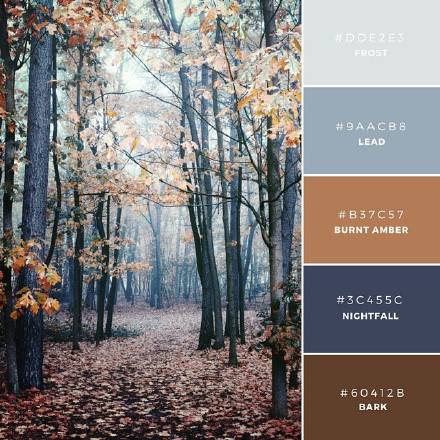 #DDE2E3
FROST
#9AACB8
LEAD
#B37C57
BURNT AMBER
#3C455C
NIGHTFALL
#60412B
BARK